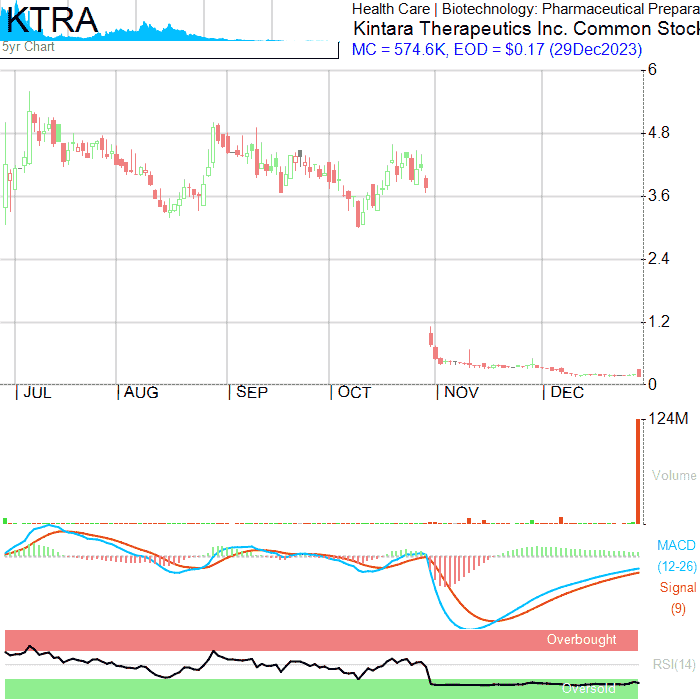 KTRA
5yr Chart
Health Care | Biotechnology: Pharmaceutical Prepara
Kintara Therapeutics Inc. Common Stock
MC = 574.6K, EOD = $0.17 (29Dec2023)
6
4.8
3.6
2.4
1.2
0
JUL AUG SEP OCT NOV DEC
124M
Volume
MACD
(12-26)
Signal
(9)
Overbought
RSI(14)
Oversold